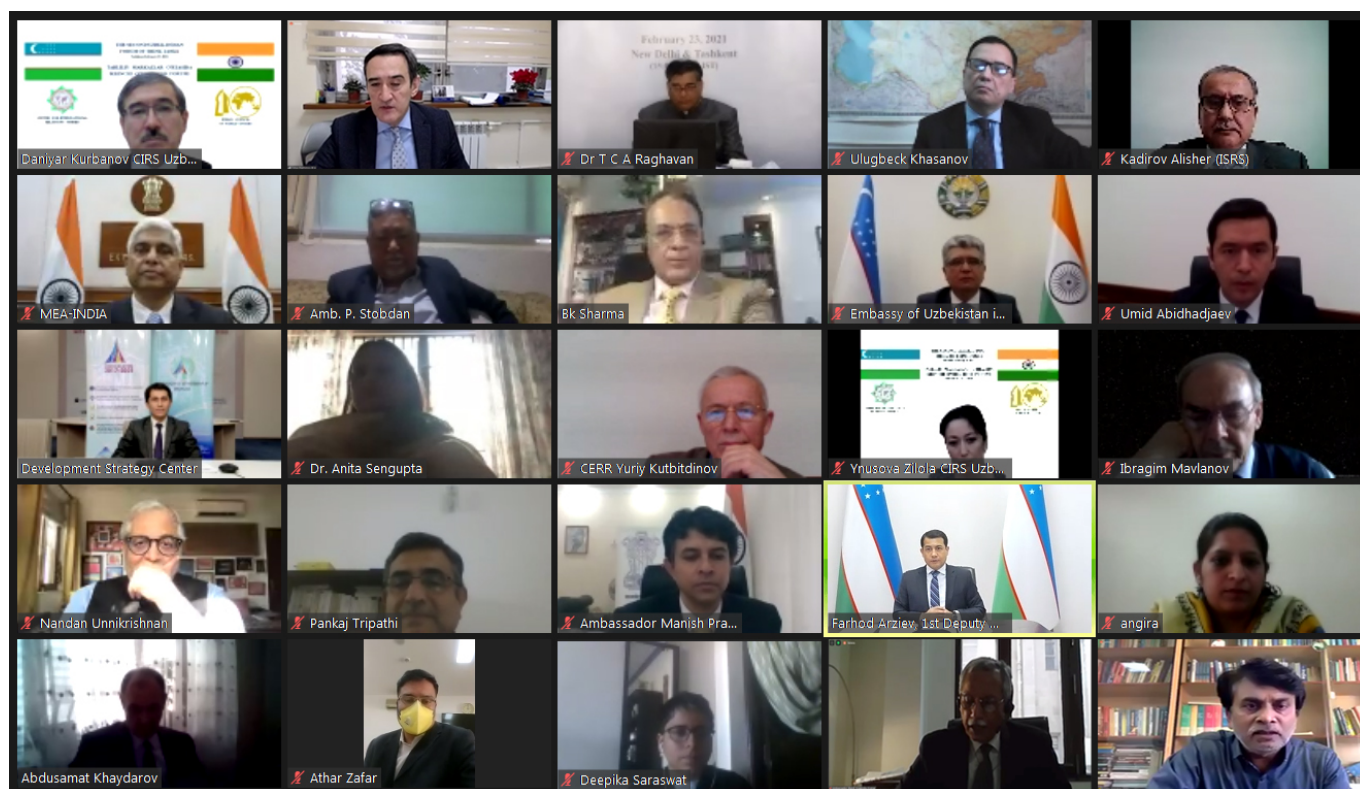 Daniyar Kurbanov CIRS Uzb...
February 23, 2021
New Delhi & Tashkent
Dr T C A Raghavan
Ulugbeck Khasanov
Kadirov Alisher (ISRS)
MEA-INDIA
Amb. P. Stobdan
Bk Sharma
Embassy of Uzbekistan i...
Umid Abidhadjaev
Development Strategy Center
Dr. Anita Sengupta
CERR Yuriy Kutbitdinov
Ynusova Zilola CIRS Uzb...
Ibragim Mavlanov
Nandan Unnikrishnan
Pankaj Tripathi
Ambassador Manish Pra...
Farhod Arziev, 1st Deputy ...
angira
Abdusamat Khaydarov
Athar Zafar
Deepika Saraswat